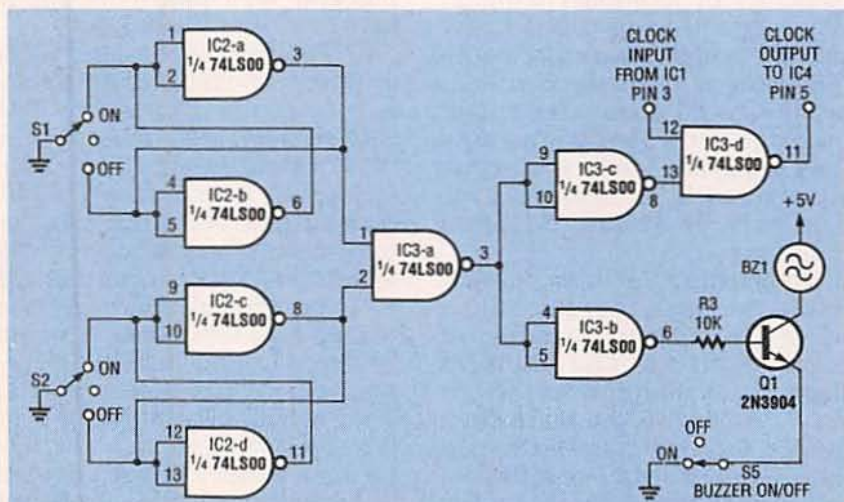 IC2-a
1/4 74LS00
1
2
3
S1
ON
OFF
IC2-b
1/4 74LS00
4
5
6
IC2-c
1/4 74LS00
9
10
8
S2
ON
OFF
IC2-d
1/4 74LS00
12
13
11
IC3-a
1/4 74LS00
1
2
3
IC3-c
1/4 74LS00
9
10
8
IC3-b
1/4 74LS00
4
5
6
CLOCK
INPUT
FROM IC1
PIN 3
CLOCK
OUTPUT
TO IC4
PIN 5
12
13
IC3-d
1/4 74LS00
11
+5V
BZ1
R3
10K
Q1
2N3904
OFF
ON
S5
BUZZER ON/OFF